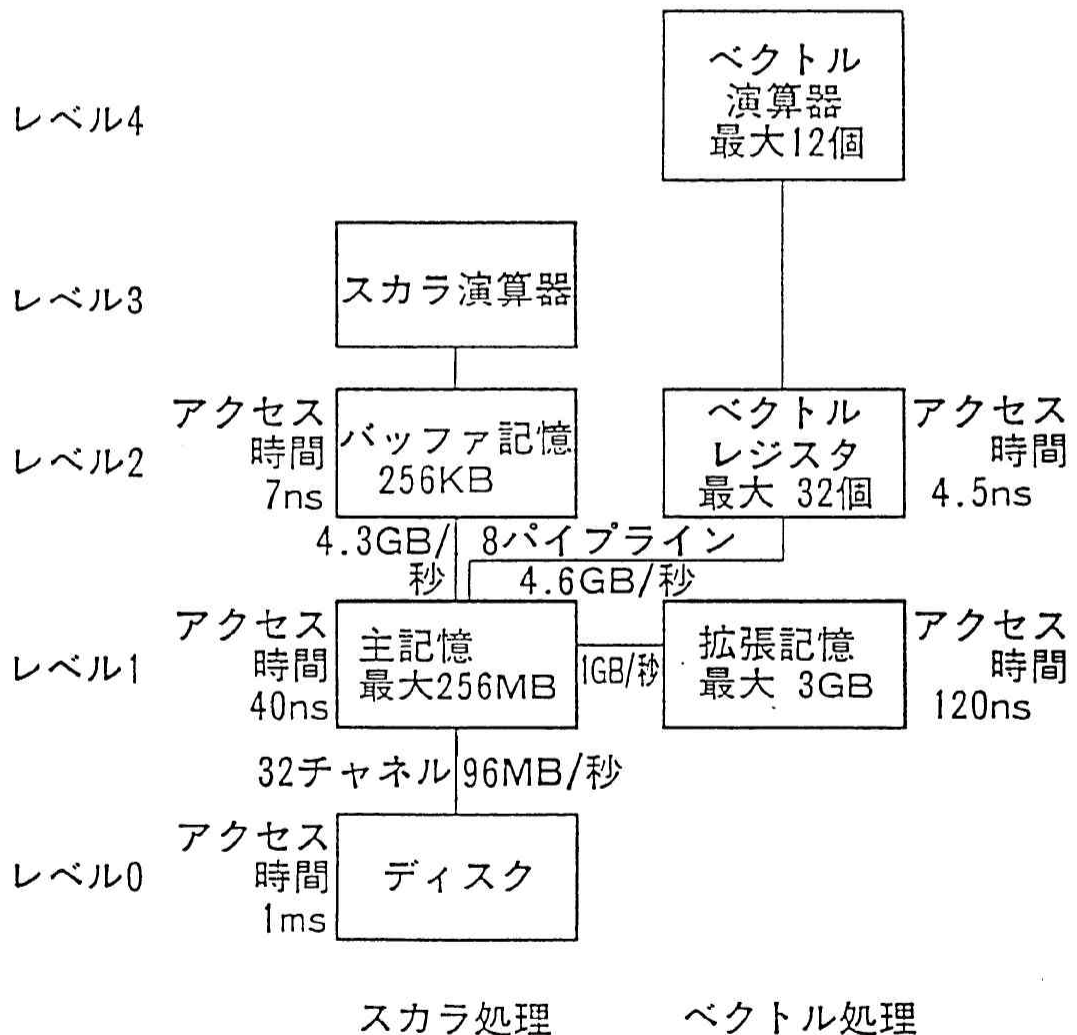 レベル4
ベクトル
演算器
最大12個
レベル3
スカラ演算器
レベル2
アクセス
時間
7ns
バッファ記憶
256KB
ベクトル
レジスタ
最大 32個
アクセス
時間
4.5ns
4.3GB/
秒
8パイプライン
4.6GB/秒
レベル1
アクセス
時間
40ns
主記憶
最大256MB
1GB/秒
拡張記憶
最大 3GB
アクセス
時間
120ns
32チャネル
96MB/秒
レベル0
アクセス
時間
1ms
ディスク
スカラ処理
ベクトル処理